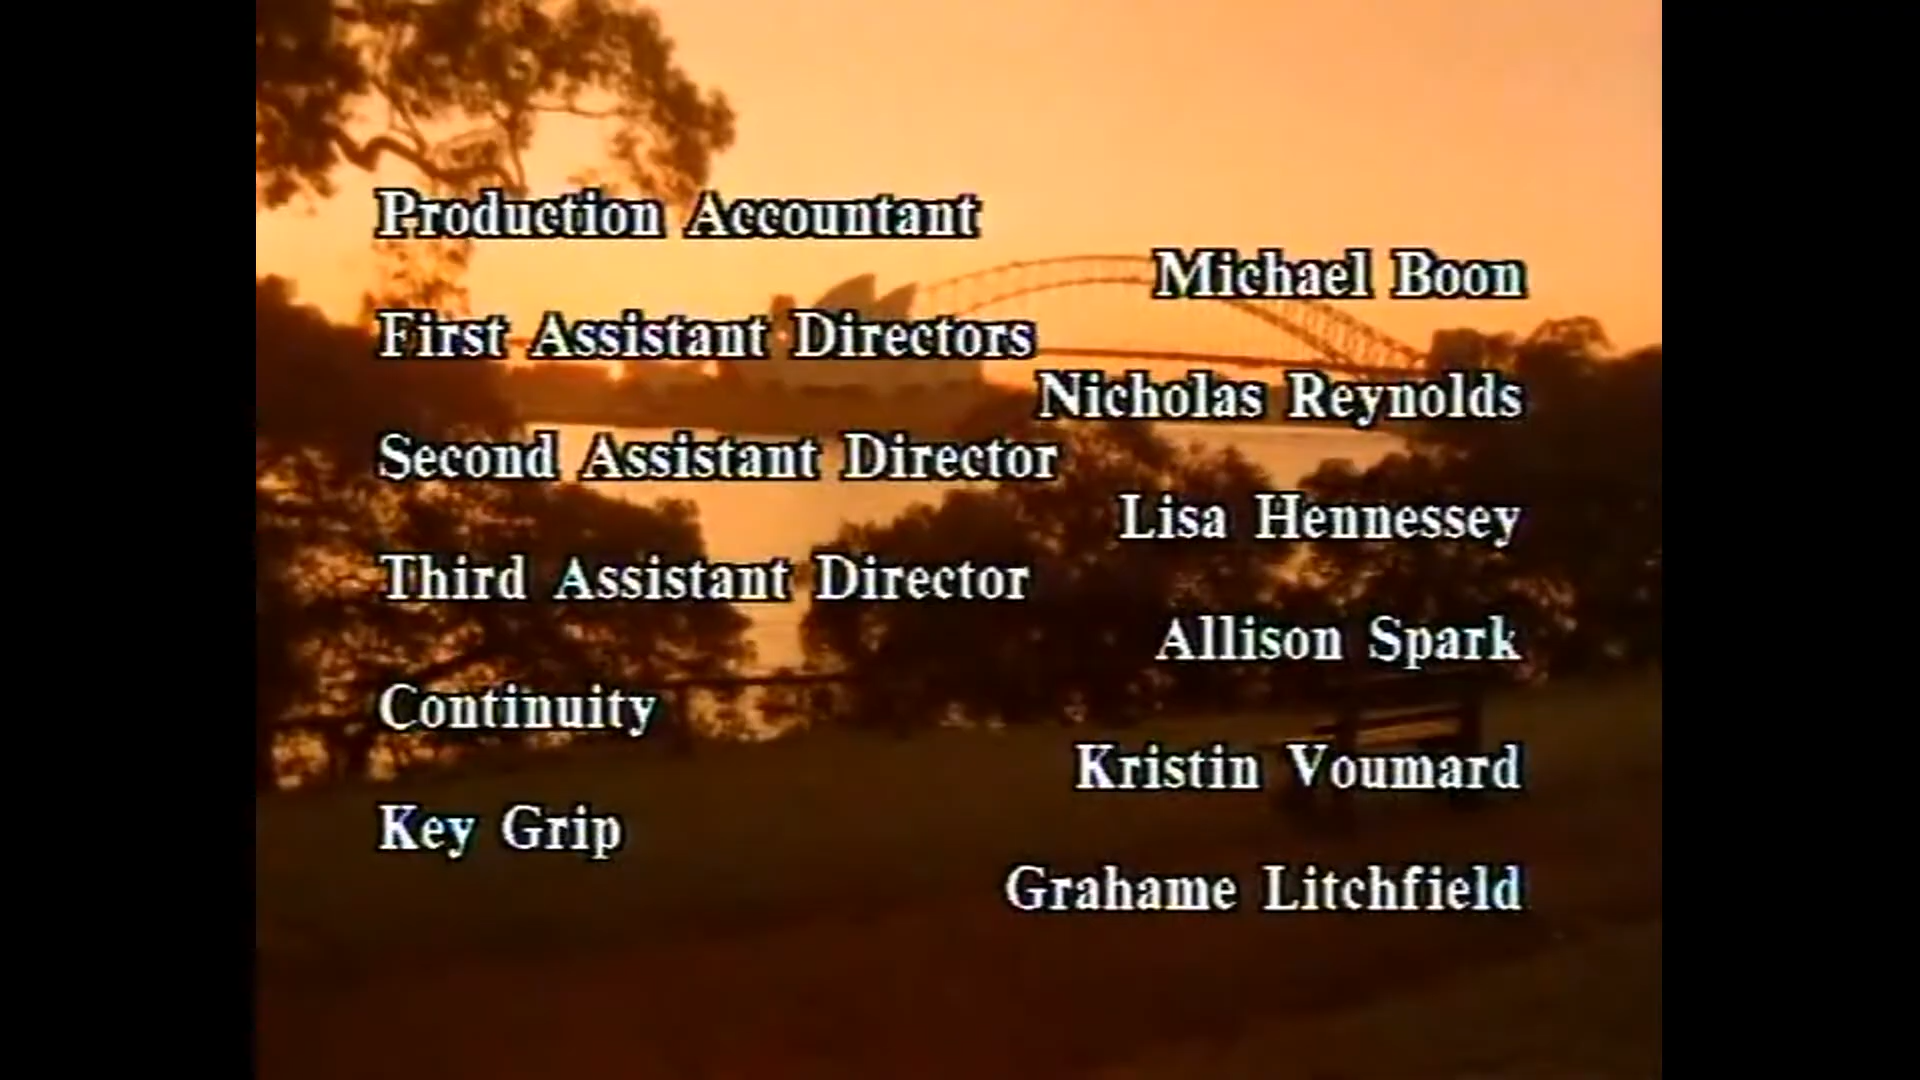 Production Accountant
Michael Boon
First Assistant Directors
Nicholas Reynolds
Second Assistant Director
Lisa Hennessey
Third Assistant Director
Allison Spark
Continuity
Kristin Voumard
Key Grip
Grahame Litchfield